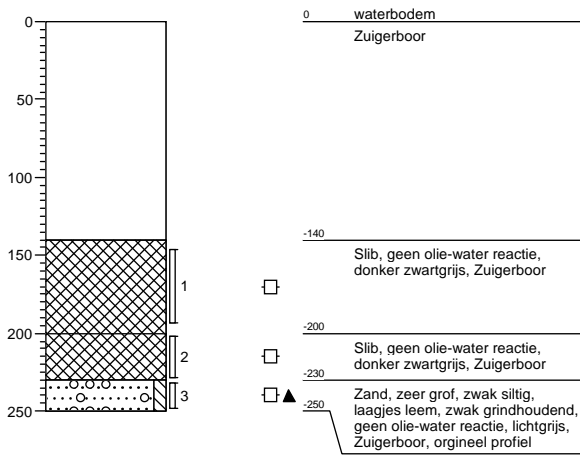 0
50
100
150
200
250
1
2
3
0
waterbodem
Zuigerboor
-140
Slib, geen olie-water reactie,
donker zwartgrijs, Zuigerboor
-200
Slib, geen olie-water reactie,
donker zwartgrijs, Zuigerboor
-230
Zand, zeer grof, zwak siltig,
laagjes leem, zwak grindhoudend,
geen olie-water reactie, lichtgrijs,
Zuigerboor, orgineel profiel
-250